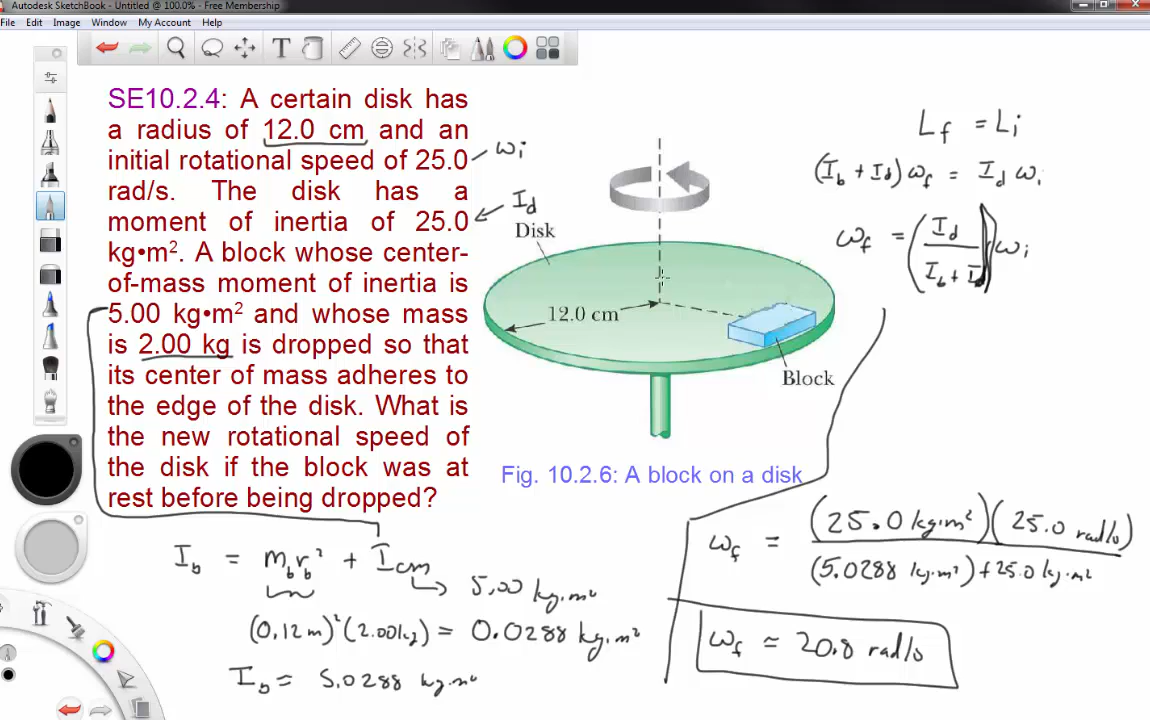 Autodesk SketchBook - Untitled @ 100.0% - Free Membership
File Edit Image Window My Account Help
SE10.2.4: A certain disk has
a radius of 12.0 cm and an
initial rotational speed of 25.0
rad/s. The disk has a
moment of inertia of 25.0
kg•m². A block whose center-
of-mass moment of inertia is
5.00 kg•m² and whose mass
is 2.00 kg is dropped so that
its center of mass adheres to
the edge of the disk. What is
the new rotational speed of
the disk if the block was at
rest before being dropped?
ωi
Id
Disk
12.0 cm
Block
Fig. 10.2.6: A block on a disk
Lf = Li
(Ib + Id) ωf = Id ωi
ωf = (Id / (Ib + Id)) ωi
Ib = mb rb² + Icm
5.00 kg·m²
(0.12 m)² (2.00 kg) = 0.0288 kg·m²
Ib = 5.0288 kg·m²
ωf = (25.0 kg·m²)(25.0 rad/s)
(5.0288 kg·m²) + 25.0 kg·m²
ωf ≃ 20.8 rad/s